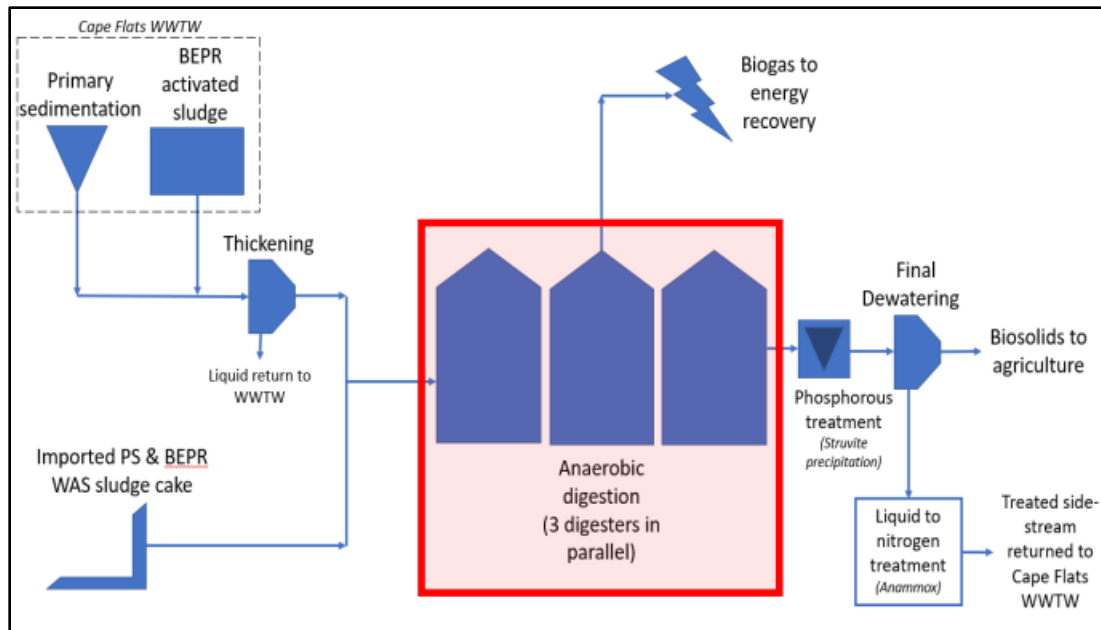 Cape Flats WWTW
Primary
sedimentation
BEPR
activated
sludge
Thickening
Liquid return to
WWTW
Imported PS & BEPR
WAS sludge cake
Biogas to
energy
recovery
Anaerobic
digestion
(3 digesters in
parallel)
Phosphorous
treatment
(Struvite
precipitation)
Final
Dewatering
Biosolids to
agriculture
Liquid to
nitrogen
treatment
(Anammox)
Treated side-
stream
returned to
Cape Flats
WWTW